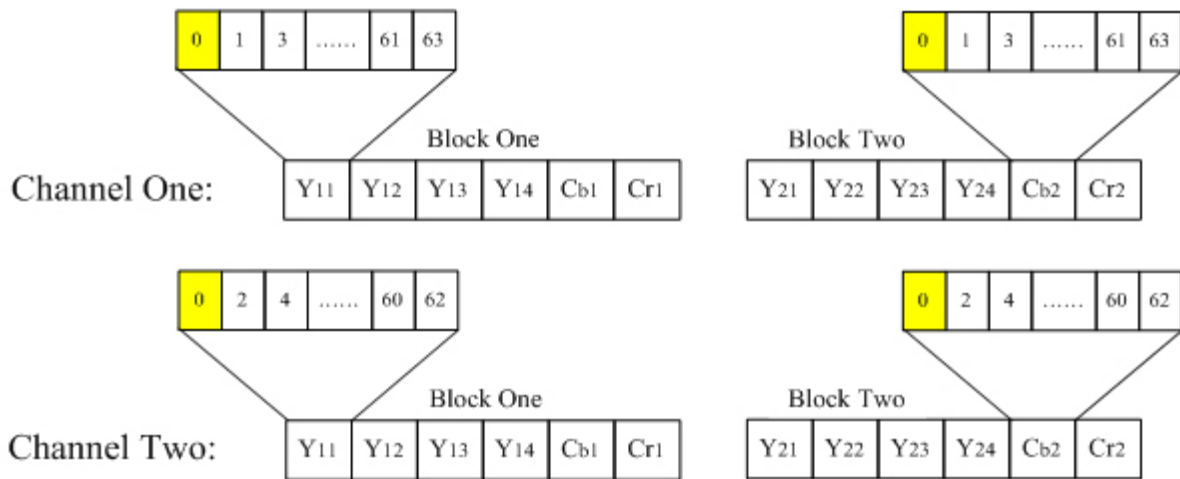 0 1 3 ...... 61 63 0 1 3 ...... 61 63
Block One Block Two
Channel One: Y11 Y12 Y13 Y14 Cb1 Cr1 Y21 Y22 Y23 Y24 Cb2 Cr2
0 2 4 ...... 60 62 0 2 4 ...... 60 62
Block One Block Two
Channel Two: Y11 Y12 Y13 Y14 Cb1 Cr1 Y21 Y22 Y23 Y24 Cb2 Cr2